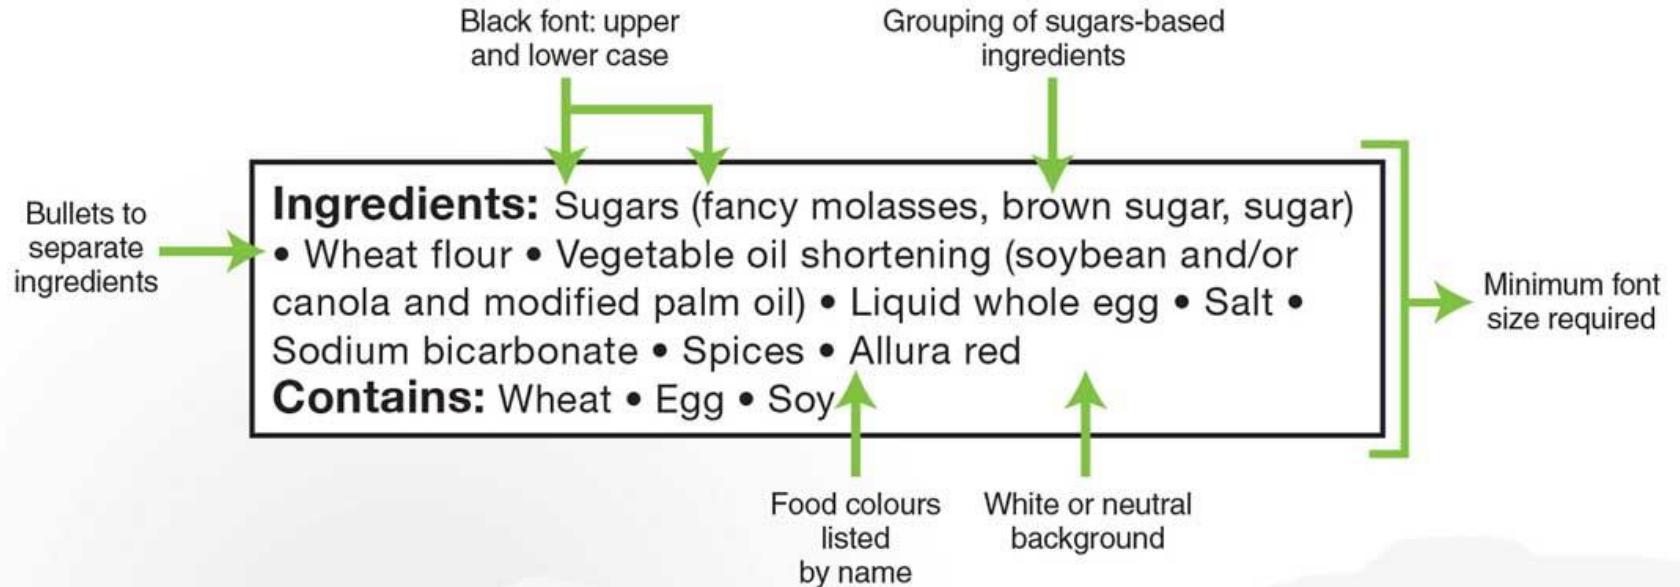 Black font: upper
and lower case
Grouping of sugars-based
ingredients
Bullets to
separate
ingredients
Ingredients: Sugars (fancy molasses, brown sugar, sugar)
• Wheat flour • Vegetable oil shortening (soybean and/or
canola and modified palm oil) • Liquid whole egg • Salt •
Sodium bicarbonate • Spices • Allura red
Contains: Wheat • Egg • Soy
Minimum font
size required
Food colours
listed
by name
White or neutral
background